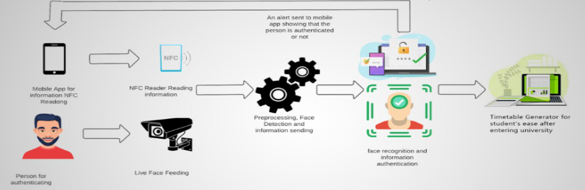 An alert sent to mobile
app showing that the
person is authenticated
or not
NFC
Mobile App for
information NFC
Readong
NFC Reader Reading
information
Preprocessing, Face
Detection and
information sending
Timetable Generator for
student's ease after
entering university
face recognition and
information
authentication
Person for
authenticating
Live Face Feeding